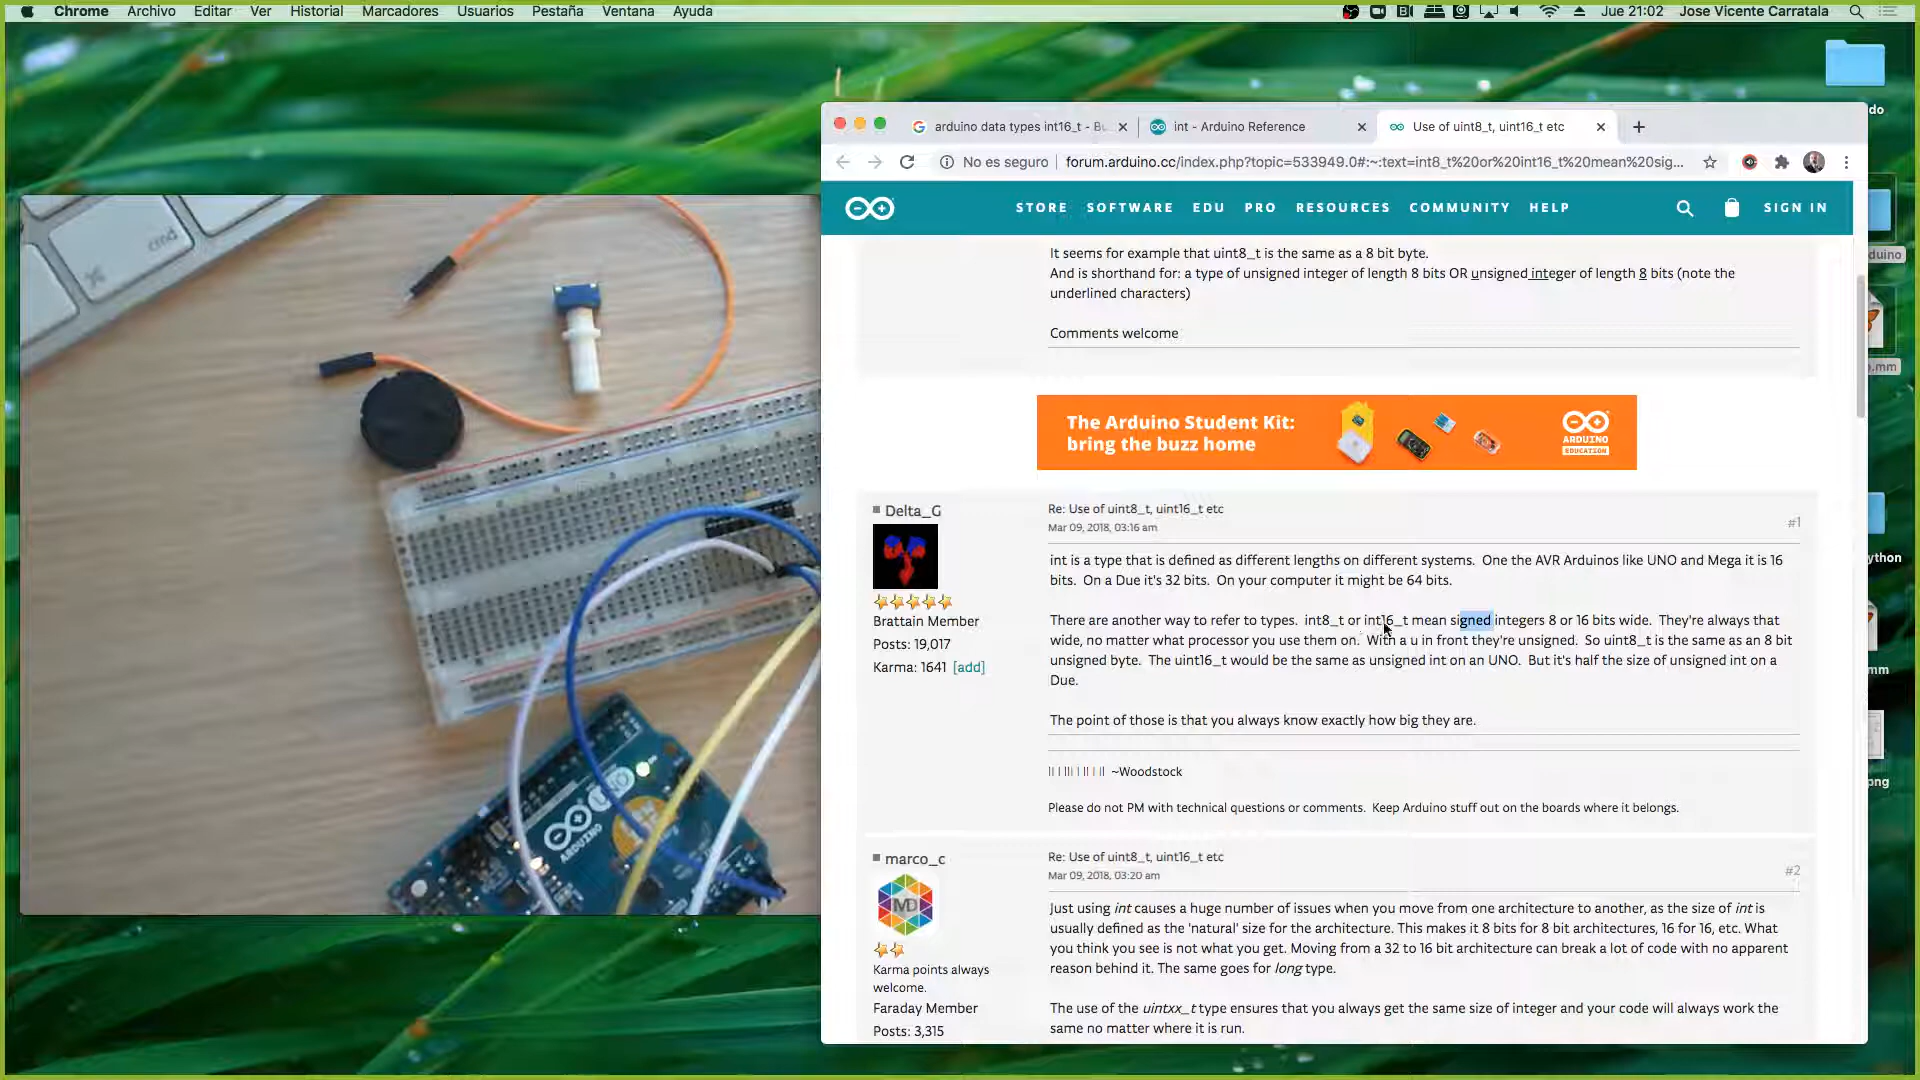 Chrome Archivo Editar Ver Historial Marcadores Usuarios Pestaña Ventana Ayuda
Jue 21:02 Jose Vicente Carratala
do
arduino data types int16_t - Bu
int - Arduino Reference
Use of uint8_t, uint16_t etc
No es seguro forum.arduino.cc/index.php?topic=533949.0#:~:text=int8_t%20or%20int16_t%20mean%20sig...
STORE SOFTWARE EDU PRO RESOURCES COMMUNITY HELP SIGN IN
duino
cmd
It seems for example that uint8_t is the same as a 8 bit byte.
And is shorthand for: a type of unsigned integer of length 8 bits OR unsigned integer of length 8 bits (note the
underlined characters)
Comments welcome
.mm
The Arduino Student Kit:
bring the buzz home
ARDUINO
EDUCATION
Delta_G
Re: Use of uint8_t, uint16_t etc
Mar 09, 2018, 03:16 am
#1
int is a type that is defined as different lengths on different systems. One the AVR Arduinos like UNO and Mega it is 16
bits. On a Due it's 32 bits. On your computer it might be 64 bits.
ython
There are another way to refer to types. int8_t or int16_t mean signed integers 8 or 16 bits wide. They're always that
wide, no matter what processor you use them on. With a u in front they're unsigned. So uint8_t is the same as an 8 bit
unsigned byte. The uint16_t would be the same as unsigned int on an UNO. But it's half the size of unsigned int on a
Due.
Brattain Member
Posts: 19,017
Karma: 1641 [add]
mm
The point of those is that you always know exactly how big they are.
~Woodstock
png
Please do not PM with technical questions or comments. Keep Arduino stuff out on the boards where it belongs.
UNO
ARDUINO
marco_c
Re: Use of uint8_t, uint16_t etc
Mar 09, 2018, 03:20 am
#2
MD
Just using int causes a huge number of issues when you move from one architecture to another, as the size of int is
usually defined as the 'natural' size for the architecture. This makes it 8 bits for 8 bit architectures, 16 for 16, etc. What
you think you see is not what you get. Moving from a 32 to 16 bit architecture can break a lot of code with no apparent
reason behind it. The same goes for long type.
Karma points always
welcome.
Faraday Member
Posts: 3,315
The use of the uintxx_t type ensures that you always get the same size of integer and your code will always work the
same no matter where it is run.